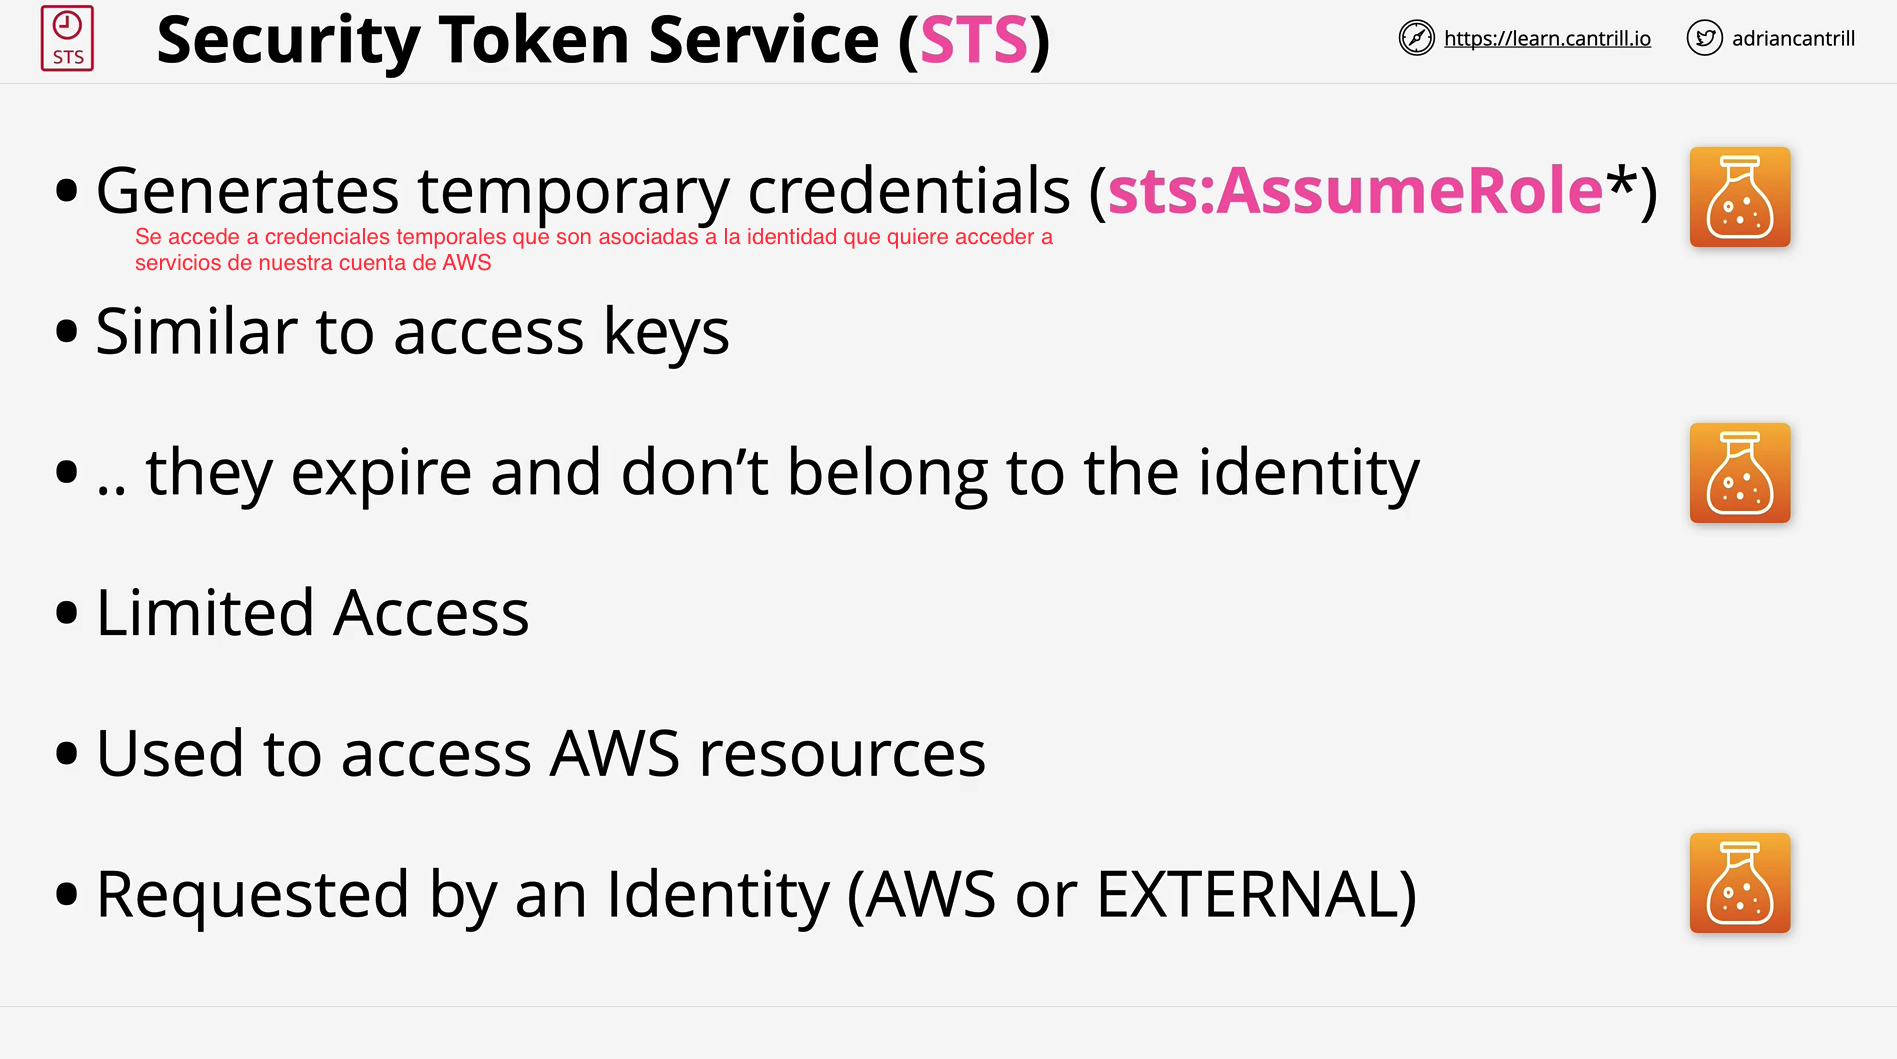 STS
Security Token Service (STS)
https://learn.cantrill.io
adriancantrill
• Generates temporary credentials (sts:AssumeRole*)
Se accede a credenciales temporales que son asociadas a la identidad que quiere acceder a
servicios de nuestra cuenta de AWS
• Similar to access keys
• .. they expire and don’t belong to the identity
• Limited Access
• Used to access AWS resources
• Requested by an Identity (AWS or EXTERNAL)